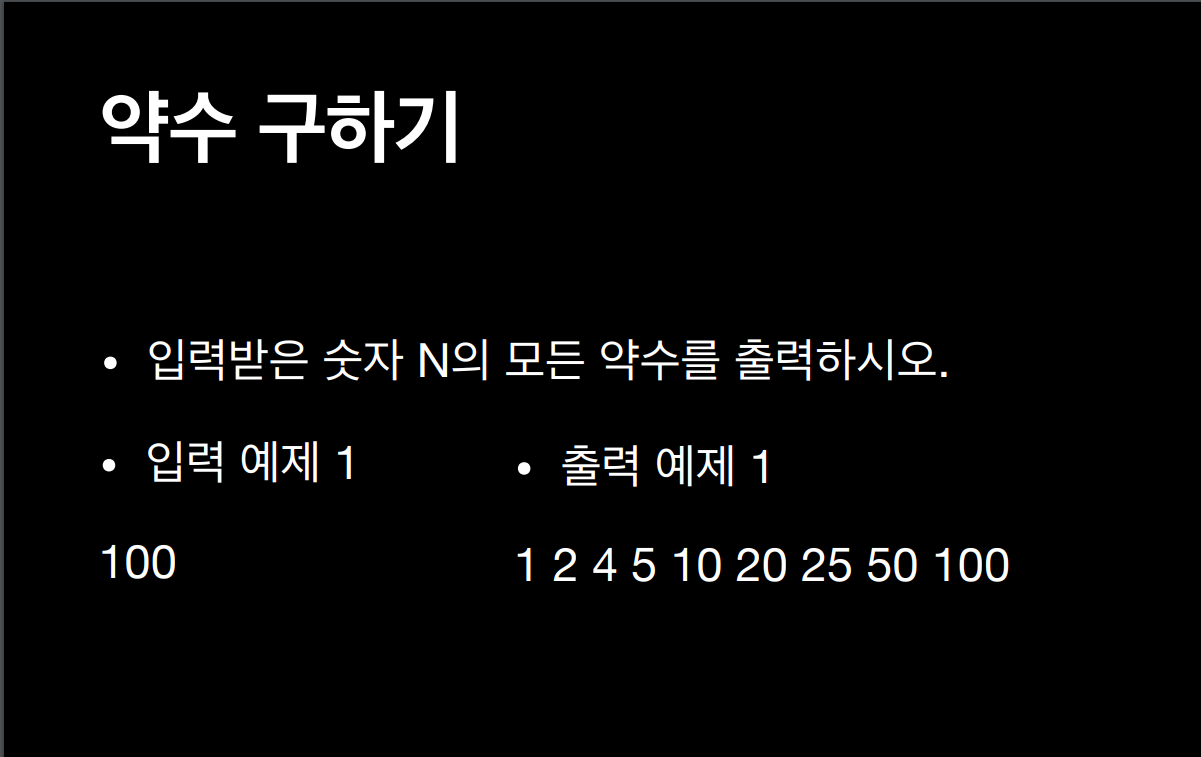 약수 구하기
• 입력받은 숫자 N의 모든 약수를 출력하시오.
• 입력 예제 1
• 출력 예제 1
100
1 2 4 5 10 20 25 50 100